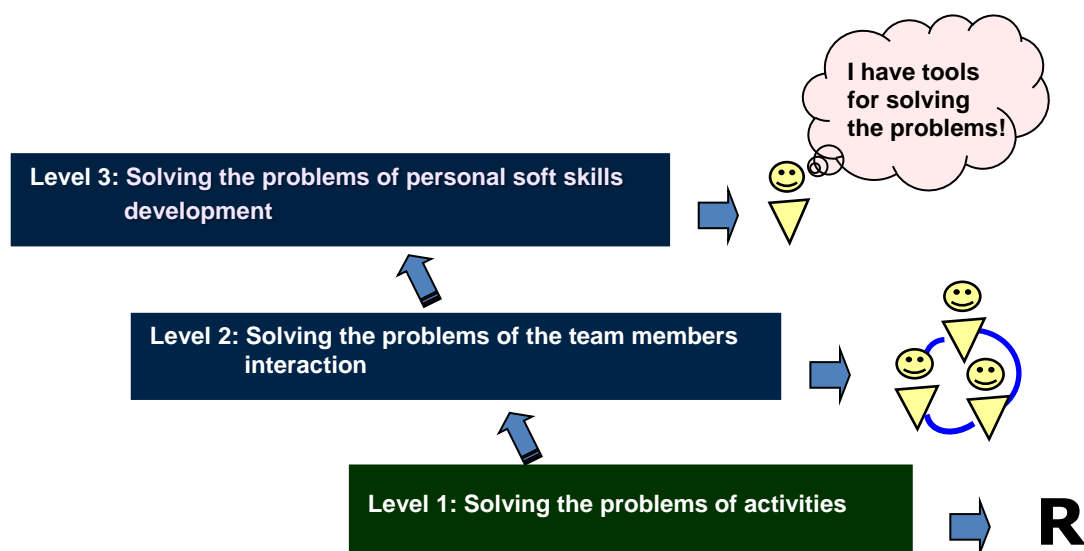 I have tools
for solving
the problems!
Level 3: Solving the problems of personal soft skills
development
Level 2: Solving the problems of the team members
interaction
Level 1: Solving the problems of activities
R